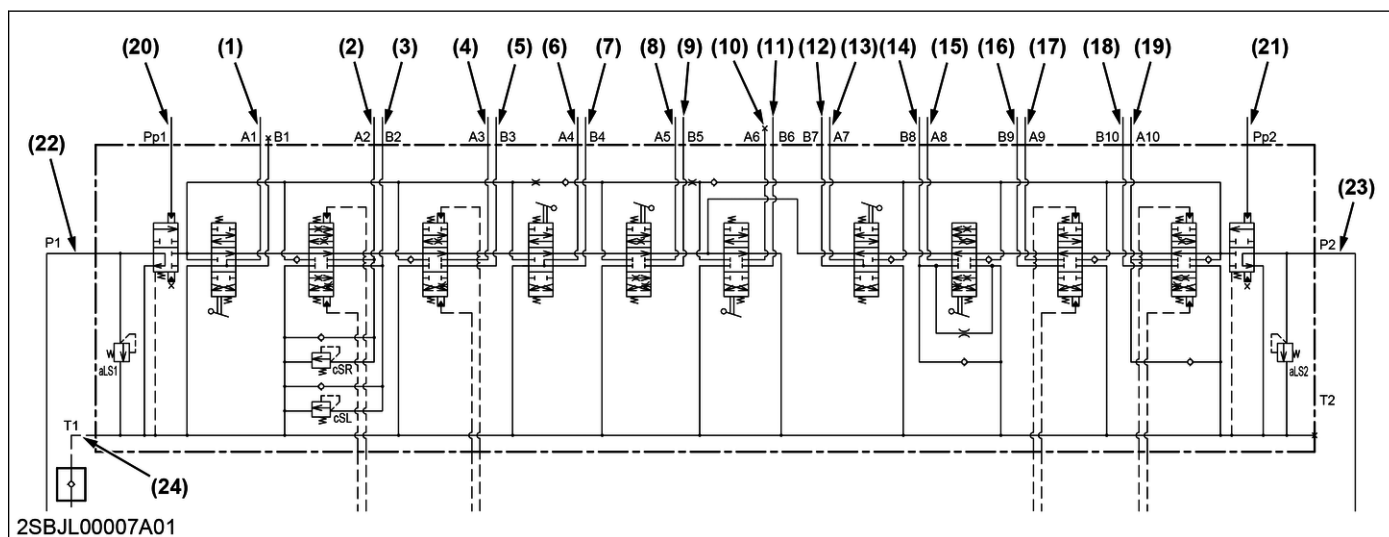 (1) (2) (3) (4) (5) (6) (7) (8) (9) (10) (11) (12) (13) (14) (15) (16) (17) (18) (19)
(20) (21)
Pp1 A1 B1 A2 B2 A3 B3 A4 B4 A5 B5 A6 B6 B7 A7 B8 A8 B9 A9 B10 A10 Pp2
(22) (23)
P1 P2
aLS1 cSR aLS2
cSL T2
T1
(24)
2SBJL00007A01